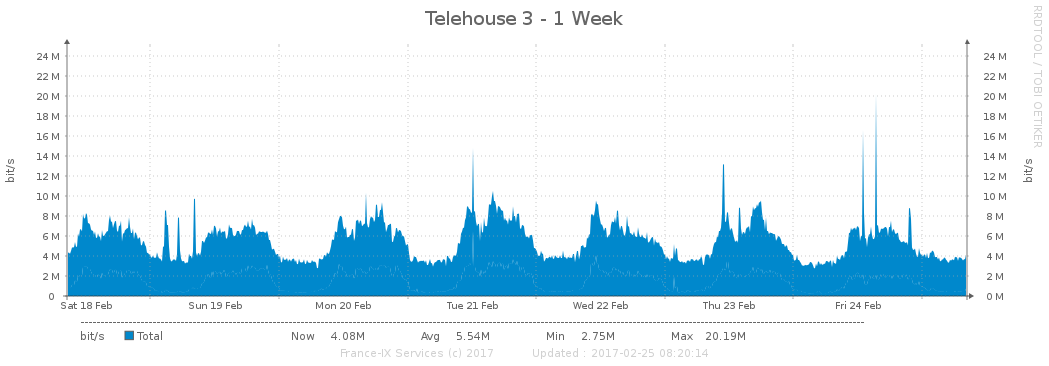 Telehouse 3 - 1 Week
RRDTOOL / TOBI OETIKER
bit/s
bit/s
24 M 24 M
22 M 22 M
20 M 20 M
18 M 18 M
16 M 16 M
14 M 14 M
12 M 12 M
10 M 10 M
8 M 8 M
6 M 6 M
4 M 4 M
2 M 2 M
0 0 M
Sat 18 Feb Sun 19 Feb Mon 20 Feb Tue 21 Feb Wed 22 Feb Thu 23 Feb Fri 24 Feb
bit/s Total Now 4.08M Avg 5.54M Min 2.75M Max 20.19M
France-IX Services (c) 2017 Updated : 2017-02-25 08:20:14